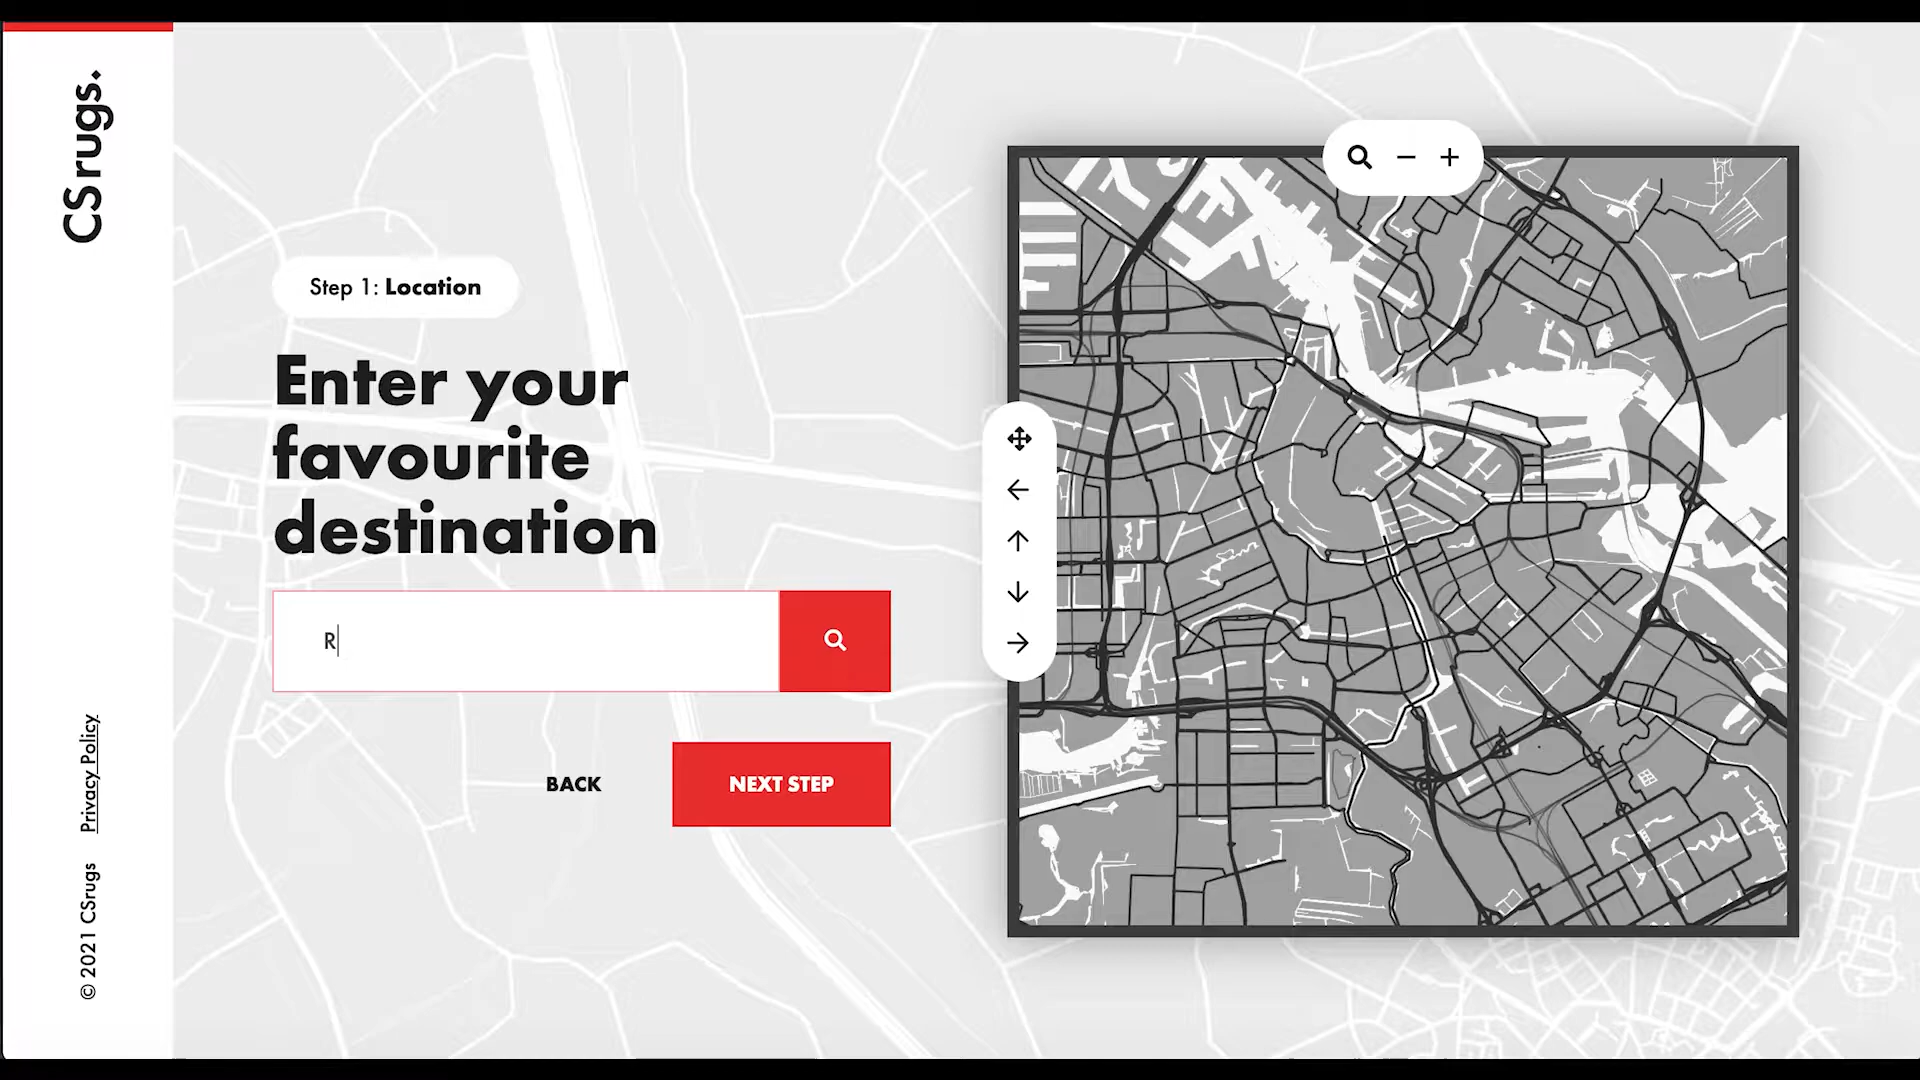 CSrugs.
Step 1: Location
Enter your
favourite
destination
R
BACK
NEXT STEP
Privacy Policy
© 2021 CSrugs